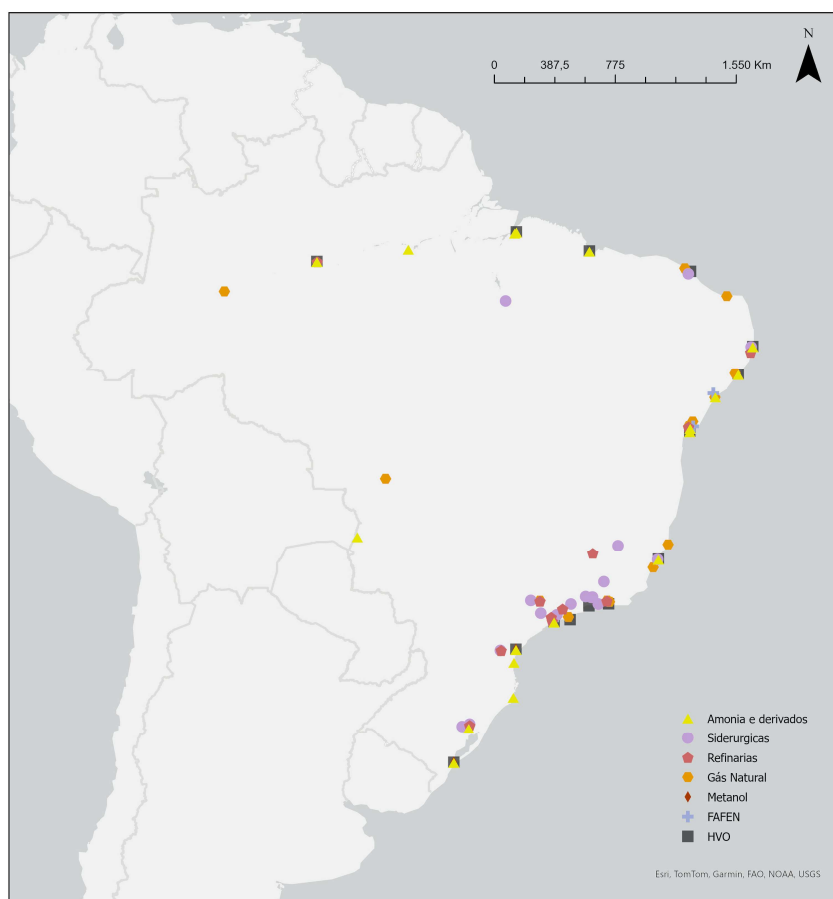 N
0 387,5 775 1.550 Km
Amonia e derivados
Siderurgicas
Refinarias
Gás Natural
Metanol
FAFEN
HVO
Esri, TomTom, Garmin, FAO, NOAA, USGS